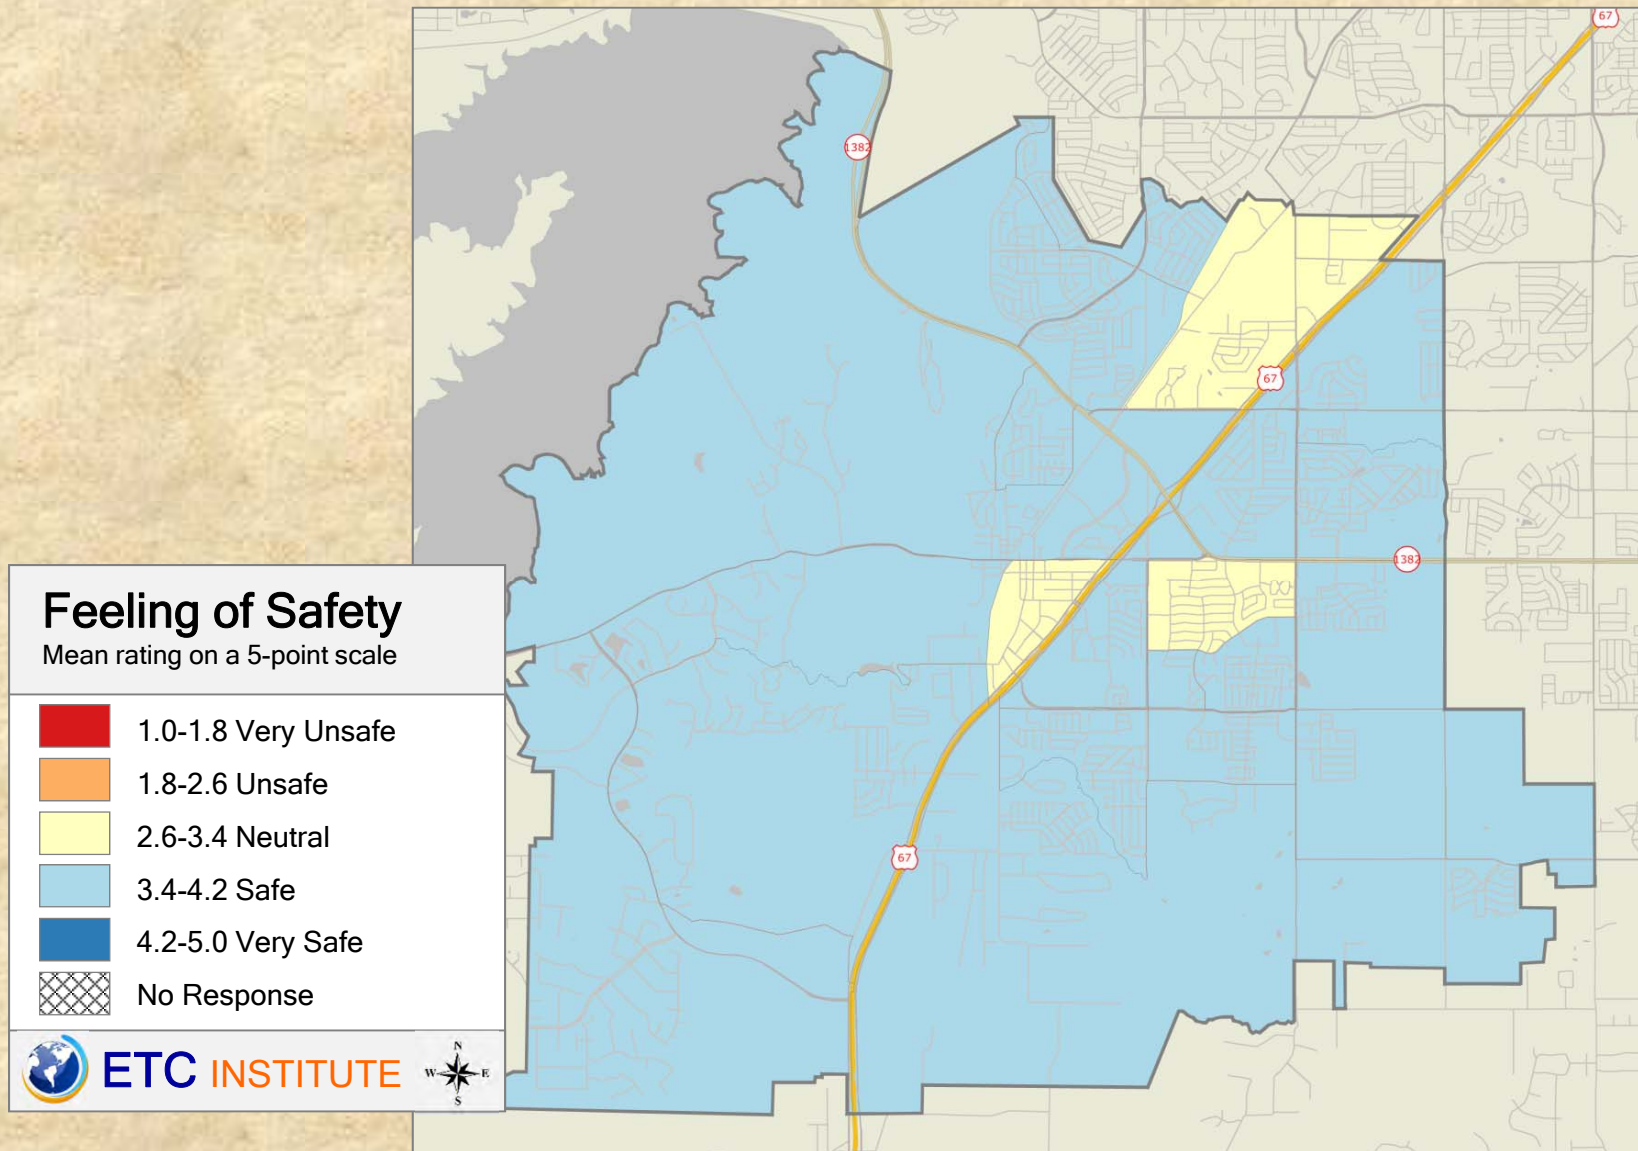 67
1382
67
1382
67
Feeling of Safety
Mean rating on a 5-point scale
1.0-1.8 Very Unsafe
1.8-2.6 Unsafe
2.6-3.4 Neutral
3.4-4.2 Safe
4.2-5.0 Very Safe
No Response
ETC INSTITUTE
N
W E
S